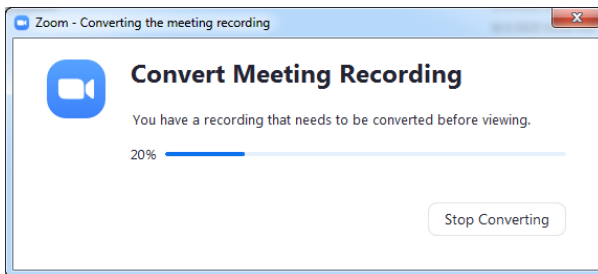 Zoom - Converting the meeting recording
Convert Meeting Recording
You have a recording that needs to be converted before viewing.
20%
Stop Converting